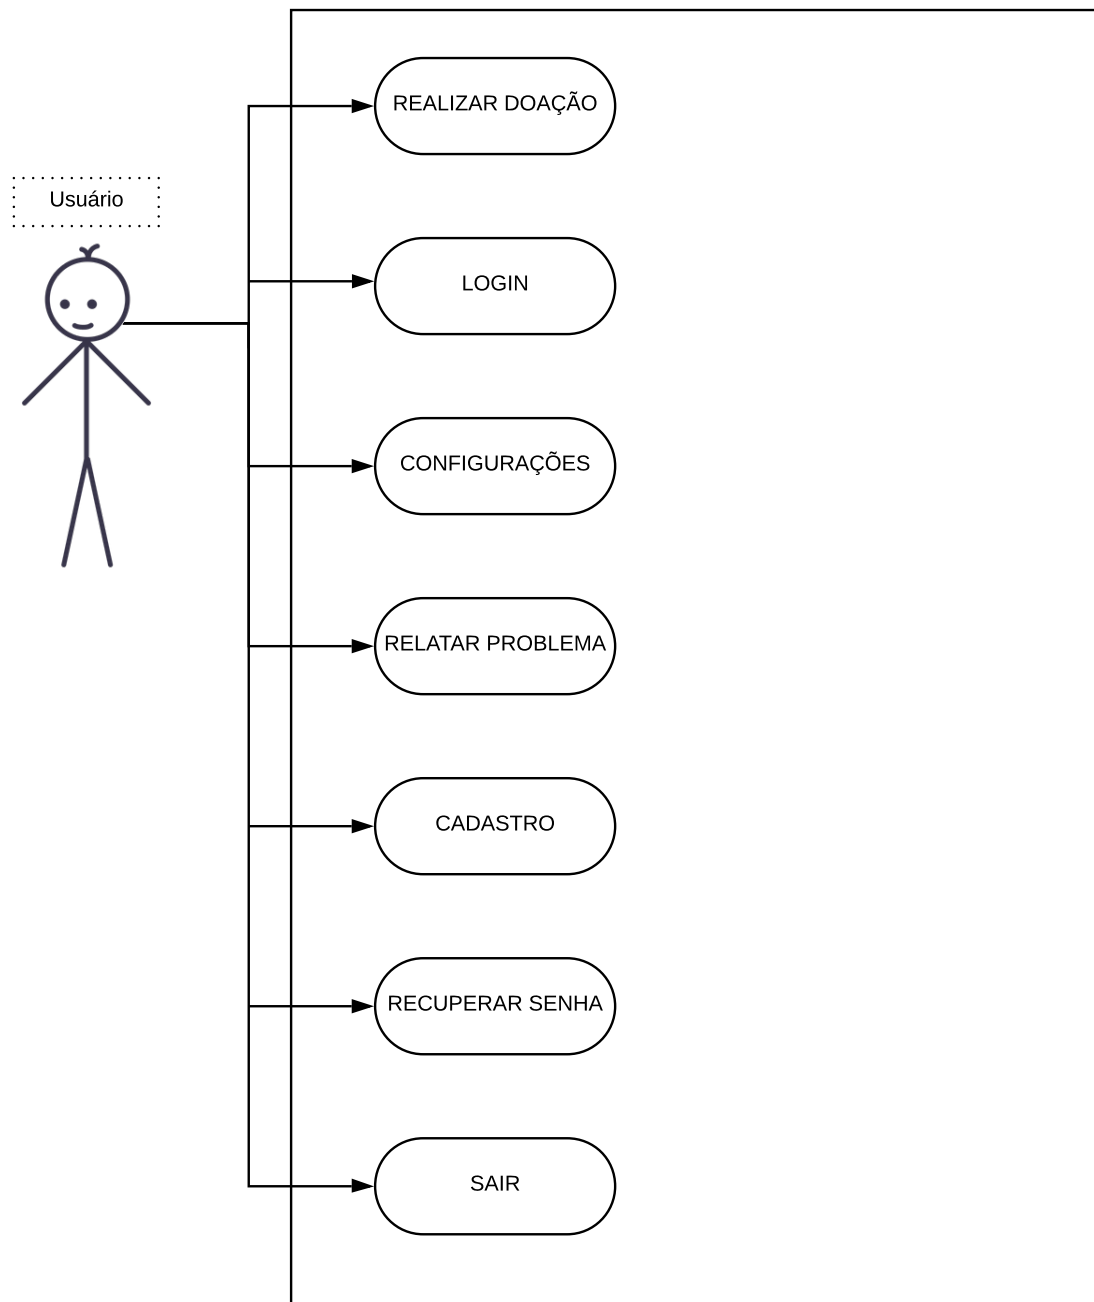 REALIZAR DOAÇÃO
Usuário
LOGIN
CONFIGURAÇÕES
RELATAR PROBLEMA
CADASTRO
RECUPERAR SENHA
SAIR